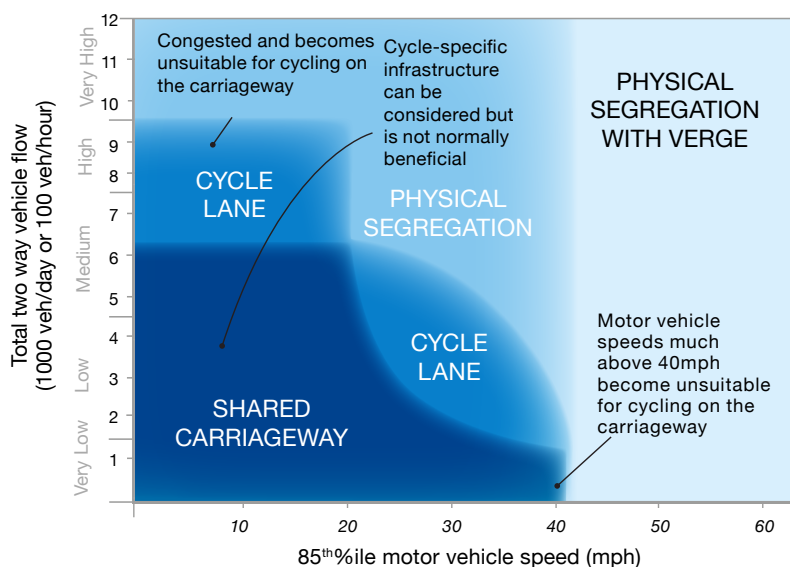 Total two way vehicle flow
(1000 veh/day or 100 veh/hour)
Very High
High
Medium
Low
Very Low
12
11
10
9
8
7
6
5
4
3
2
1
Congested and becomes
unsuitable for cycling on
the carriageway
Cycle-specific
infrastructure
can be
considered but
is not normally
beneficial
PHYSICAL
SEGREGATION
WITH VERGE
CYCLE
LANE
PHYSICAL
SEGREGATION
CYCLE
LANE
SHARED
CARRIAGEWAY
Motor vehicle
speeds much
above 40mph
become unsuitable
for cycling on the
carriageway
10 20 30 40 50 60
85th%ile motor vehicle speed (mph)